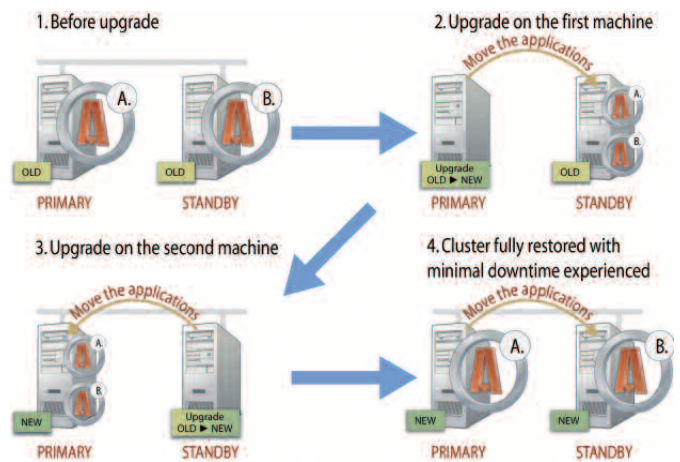 1. Before upgrade
A.
B.
OLD
OLD
PRIMARY
STANDBY
2. Upgrade on the first machine
Move the applications
A.
B.
Upgrade
OLD ► NEW
OLD
PRIMARY
STANDBY
3. Upgrade on the second machine
Move the applications
A.
B.
NEW
Upgrade
OLD ► NEW
PRIMARY
STANDBY
4. Cluster fully restored with
minimal downtime experienced
Move the applications
A.
B.
NEW
NEW
PRIMARY
STANDBY